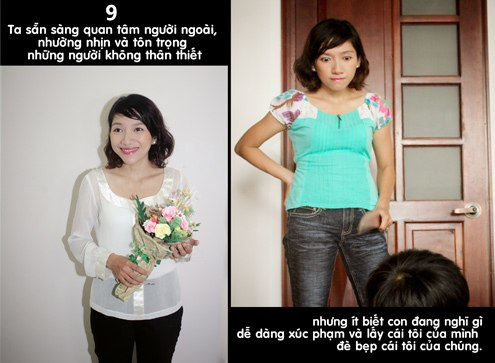 9
Ta sẵn sàng quan tâm người ngoài,
nhường nhịn và tôn trọng
những người không thân thiết
nhưng ít biết con đang nghĩ gì
dễ dàng xúc phạm và lấy cái tôi của mình
đè bẹp cái tôi của chúng.